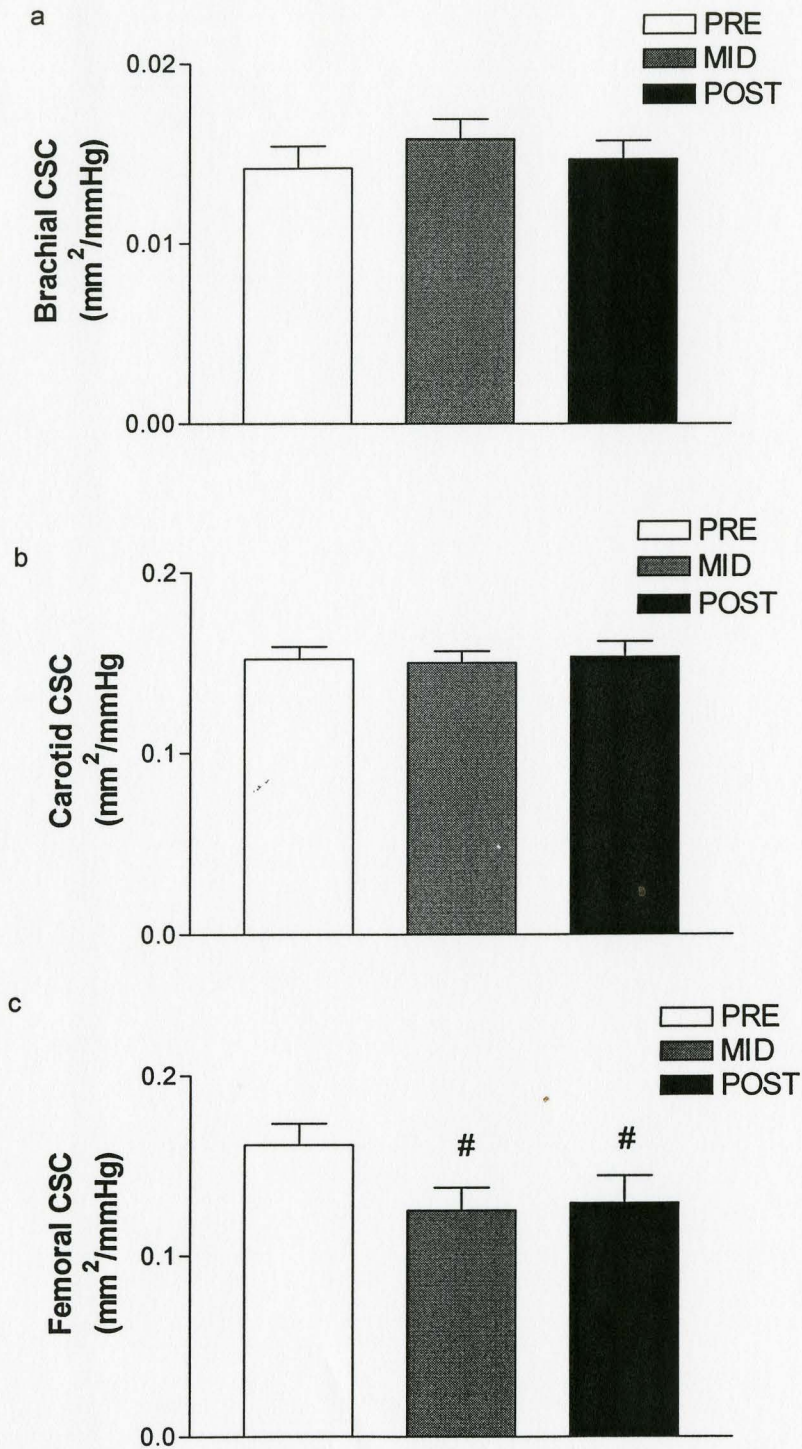 a
PRE
MID
POST
0.02
0.01
0.00
Brachial CSC
(mm²/mmHg)
b
PRE
MID
POST
0.2
0.1
0.0
Carotid CSC
(mm²/mmHg
c
PRE
MID
POST
0.2
0.1
0.0
Femoral CSC
(mm²/mmHg)
#
#